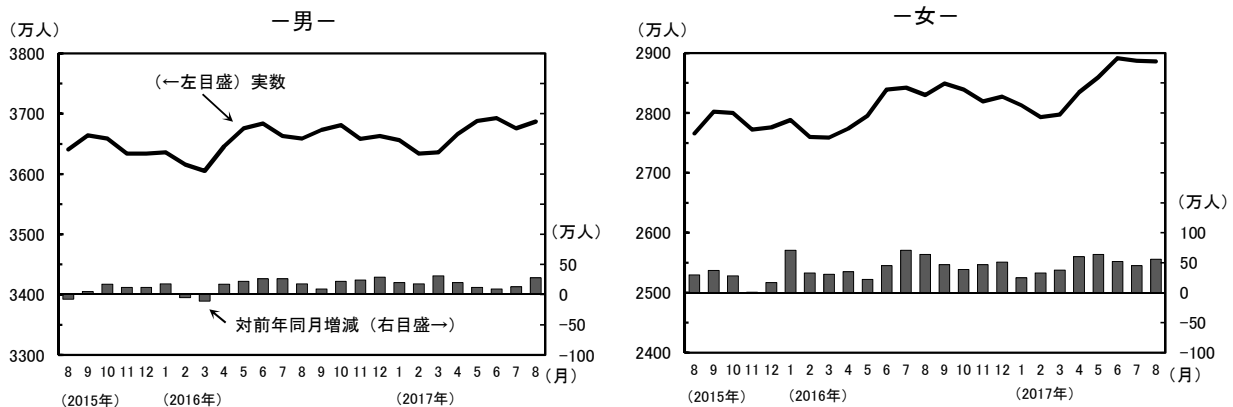 －男－
（万人）
3800
3700
3600
3500
3400
3300
（←左目盛）実数
（万人）
50
0
−50
−100
対前年同月増減（右目盛→）
8 9 10 11 12 1 2 3 4 5 6 7 8 9 10 11 12 1 2 3 4 5 6 7 8 （月）
（2015年） （2016年） （2017年）
－女－
（万人）
2900
2800
2700
2600
2500
2400
（万人）
100
50
0
−50
−100
8 9 10 11 12 1 2 3 4 5 6 7 8 9 10 11 12 1 2 3 4 5 6 7 8 （月）
（2015年） （2016年） （2017年）